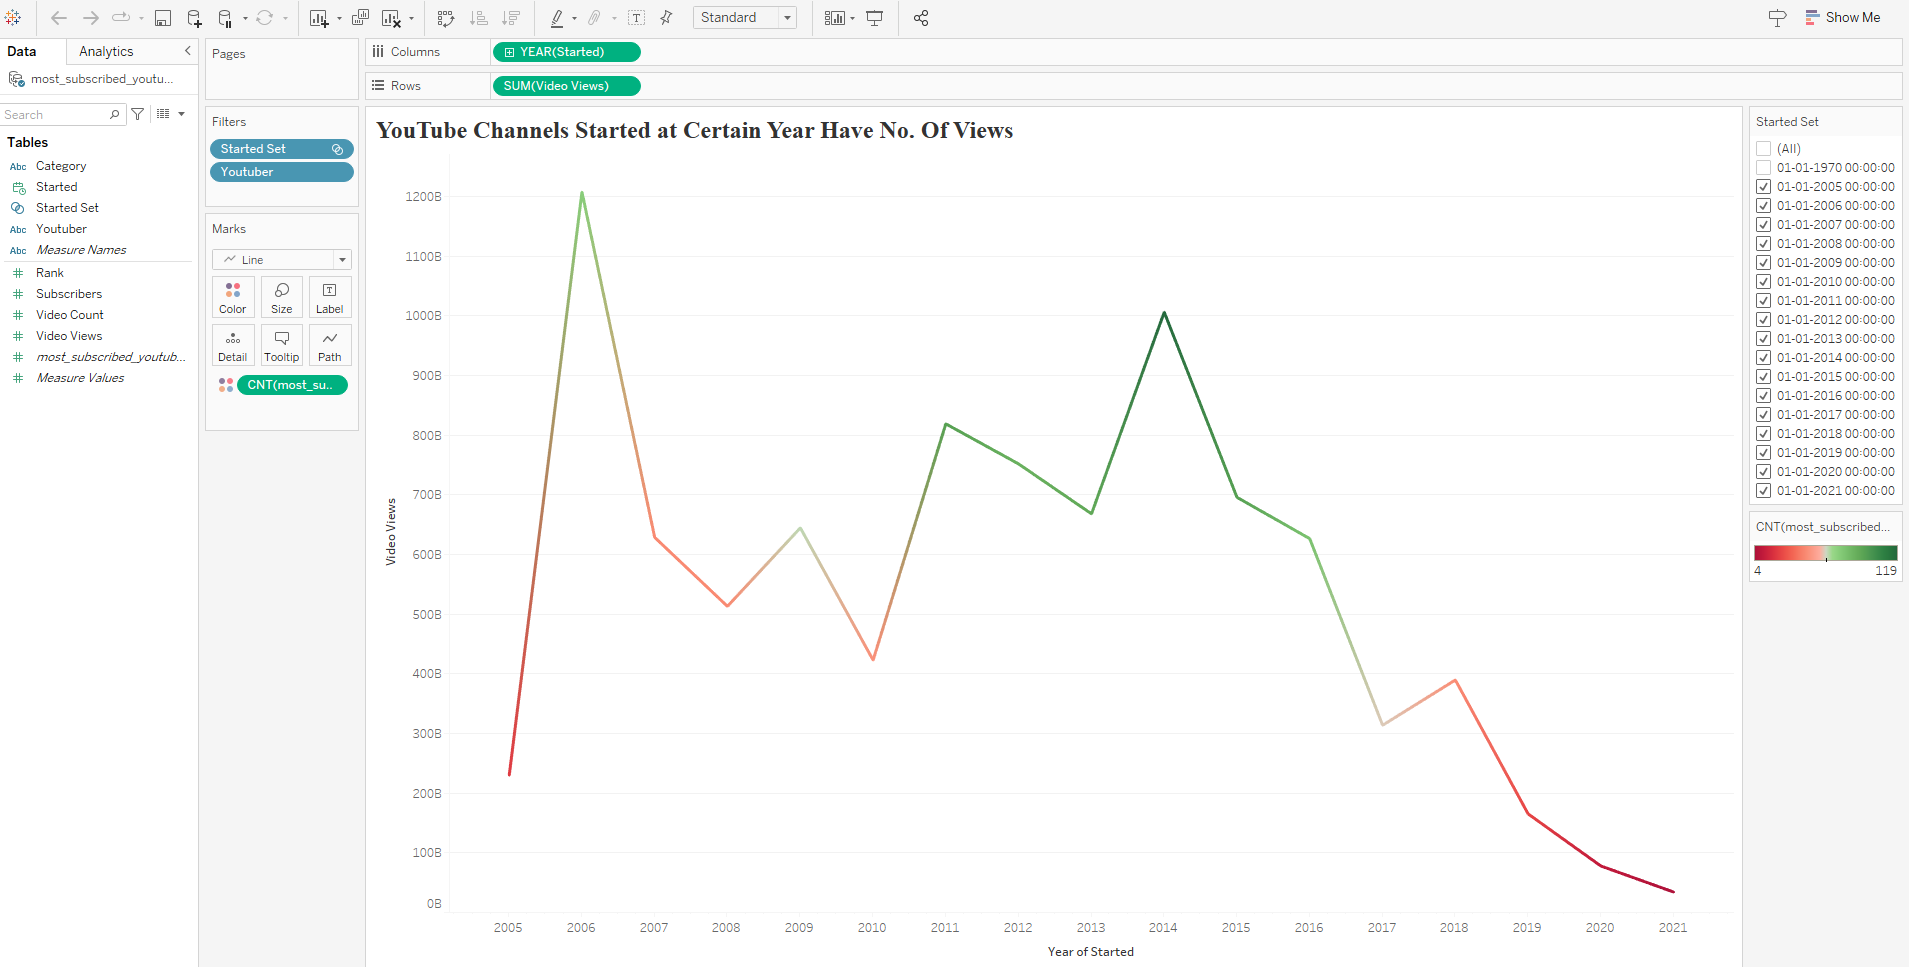 Standard
Show Me
Data
Analytics
most_subscribed_youtu...
Search
Tables
Abc Category
Started
Started Set
Abc Youtuber
Abc Measure Names
# Rank
# Subscribers
# Video Count
# Video Views
# most_subscribed_youtub...
# Measure Values
Pages
Filters
Started Set
Youtuber
Marks
Line
Color
Size
T
Label
Detail
Tooltip
Path
CNT(most_su..
Columns
YEAR(Started)
Rows
SUM(Video Views)
YouTube Channels Started at Certain Year Have No. Of Views
Video Views
1200B
1100B
1000B
900B
800B
700B
600B
500B
400B
300B
200B
100B
0B
2005 2006 2007 2008 2009 2010 2011 2012 2013 2014 2015 2016 2017 2018 2019 2020 2021
Year of Started
Started Set
(All)
01-01-1970 00:00:00
01-01-2005 00:00:00
01-01-2006 00:00:00
01-01-2007 00:00:00
01-01-2008 00:00:00
01-01-2009 00:00:00
01-01-2010 00:00:00
01-01-2011 00:00:00
01-01-2012 00:00:00
01-01-2013 00:00:00
01-01-2014 00:00:00
01-01-2015 00:00:00
01-01-2016 00:00:00
01-01-2017 00:00:00
01-01-2018 00:00:00
01-01-2019 00:00:00
01-01-2020 00:00:00
01-01-2021 00:00:00
CNT(most_subscribed...
4 119